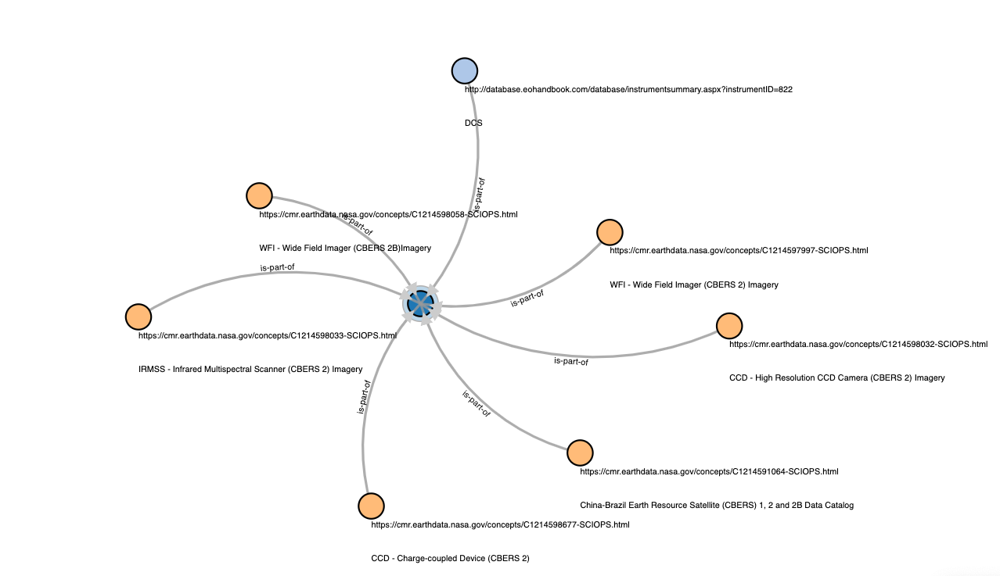 http://database.eohandbook.com/database/instrumentsummary.aspx?instrumentID=822
DCS
is-part-of
https://cmr.earthdata.nasa.gov/concepts/C1214598058-SCIOPS.html
is-part-of
WFI - Wide Field Imager (CBERS 2B)Imagery
https://cmr.earthdata.nasa.gov/concepts/C1214597997-SCIOPS.html
WFI - Wide Field Imager (CBERS 2) Imagery
is-part-of
is-part-of
https://cmr.earthdata.nasa.gov/concepts/C1214598033-SCIOPS.html
IRMSS - Infrared Multispectral Scanner (CBERS 2) Imagery
https://cmr.earthdata.nasa.gov/concepts/C1214598032-SCIOPS.html
is-part-of
CCD - High Resolution CCD Camera (CBERS 2) Imagery
is-part-of
is-part-of
https://cmr.earthdata.nasa.gov/concepts/C1214591064-SCIOPS.html
China-Brazil Earth Resource Satellite (CBERS) 1, 2 and 2B Data Catalog
https://cmr.earthdata.nasa.gov/concepts/C1214598677-SCIOPS.html
CCD - Charge-coupled Device (CBERS 2)